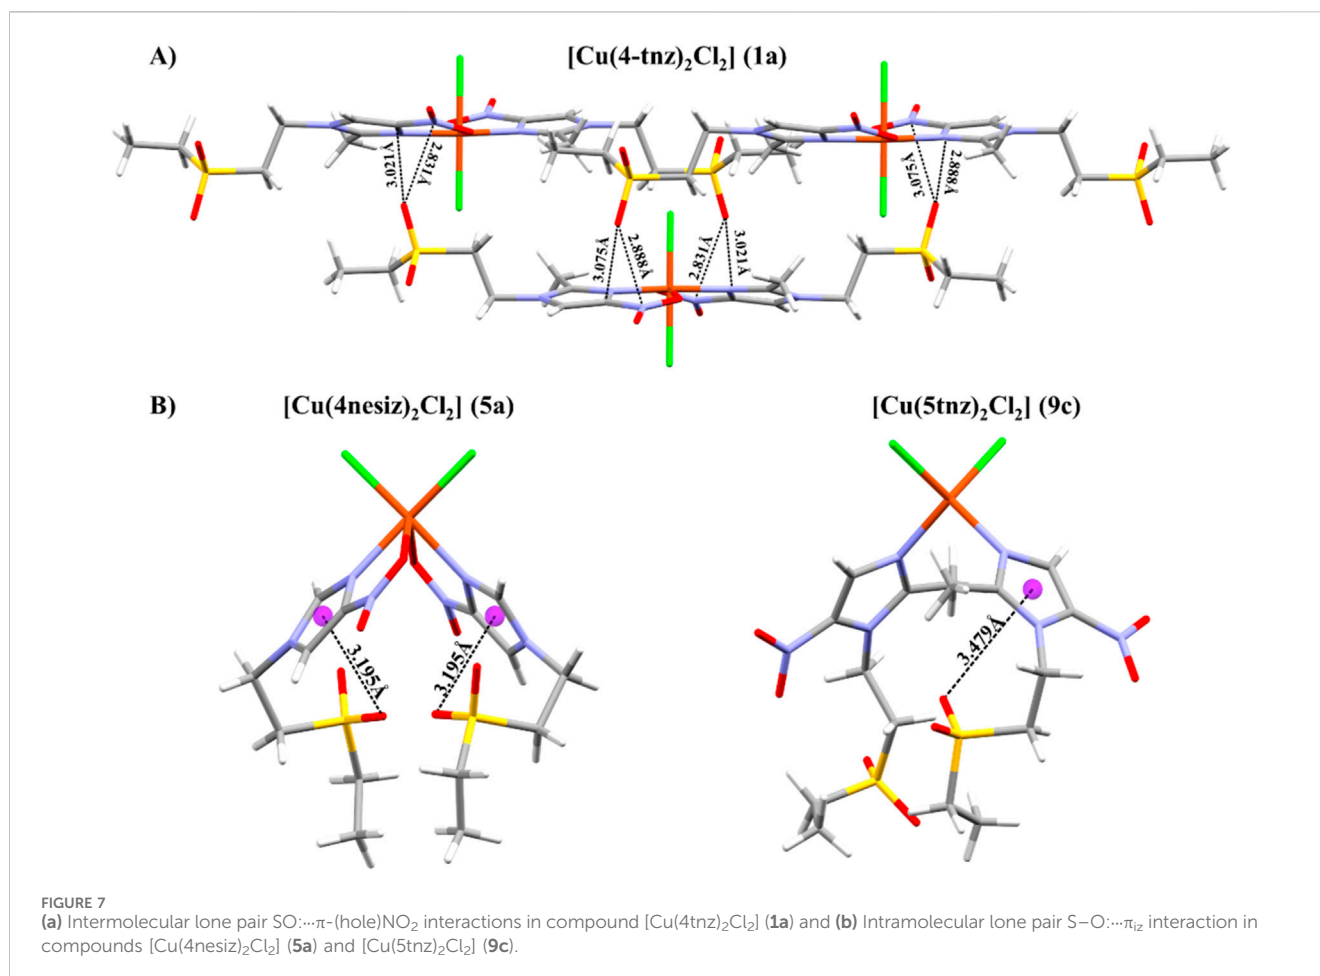 A)
[Cu(4-tnz)₂Cl₂] (1a)
3.021Å
2.831Å
3.075Å
2.888Å
3.075Å
2.888Å
2.831Å
3.021Å
B)
[Cu(4nesiz)₂Cl₂] (5a)
[Cu(5tnz)₂Cl₂] (9c)
3.195Å
3.195Å
3.479Å
FIGURE 7
(a) Intermolecular lone pair SO:···π-(hole)NO₂ interactions in compound [Cu(4tnz)₂Cl₂] (1a) and (b) Intramolecular lone pair S–O:···πiz interaction in
compounds [Cu(4nesiz)₂Cl₂] (5a) and [Cu(5tnz)₂Cl₂] (9c).